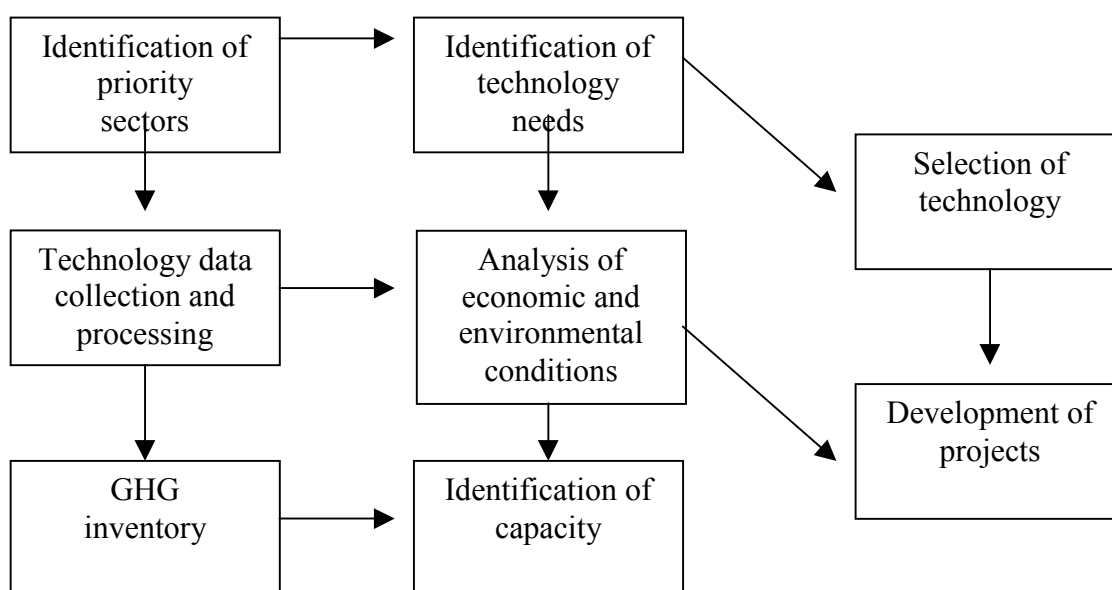 Identification of
priority
sectors
Identification of
technology
needs
Selection of
technology
Technology data
collection and
processing
Analysis of
economic and
environmental
conditions
Development of
projects
GHG
inventory
Identification of
capacity